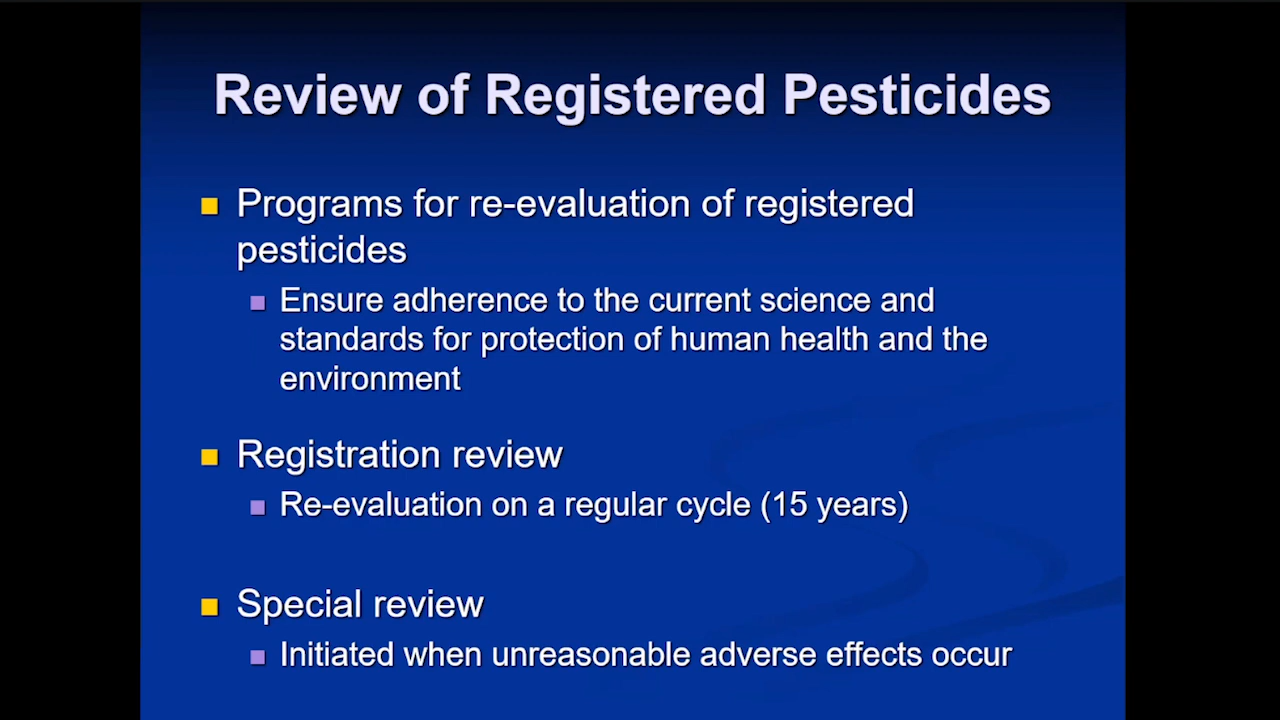 Review of Registered Pesticides
Programs for re-evaluation of registered
pesticides
Ensure adherence to the current science and
standards for protection of human health and the
environment
Registration review
Re-evaluation on a regular cycle (15 years)
Special review
Initiated when unreasonable adverse effects occur